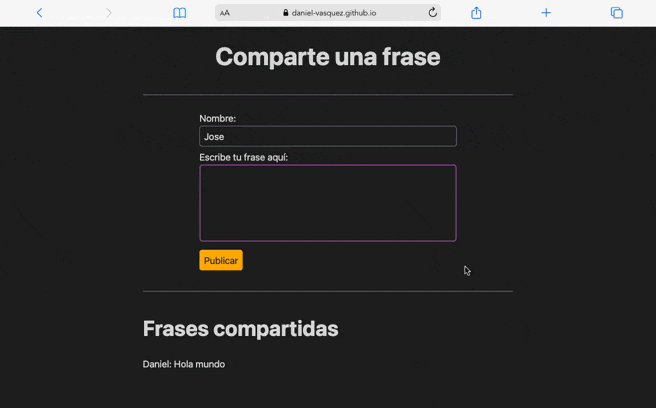 AA daniel-vasquez.github.io
Comparte una frase
Nombre:
Jose
Escribe tu frase aquí:
Publicar
Frases compartidas
Daniel: Hola mundo